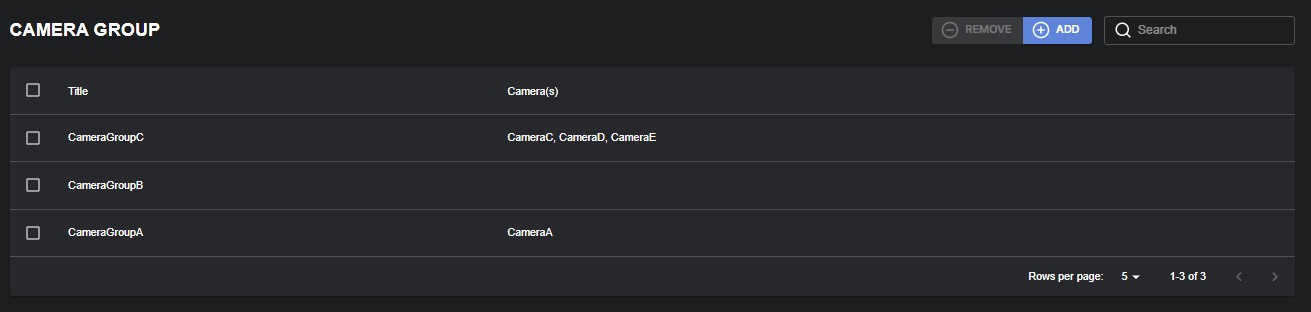 CAMERA GROUP
REMOVE ADD Search
Title Camera(s)
CameraGroupC CameraC, CameraD, CameraE
CameraGroupB
CameraGroupA CameraA
Rows per page: 5 1-3 of 3